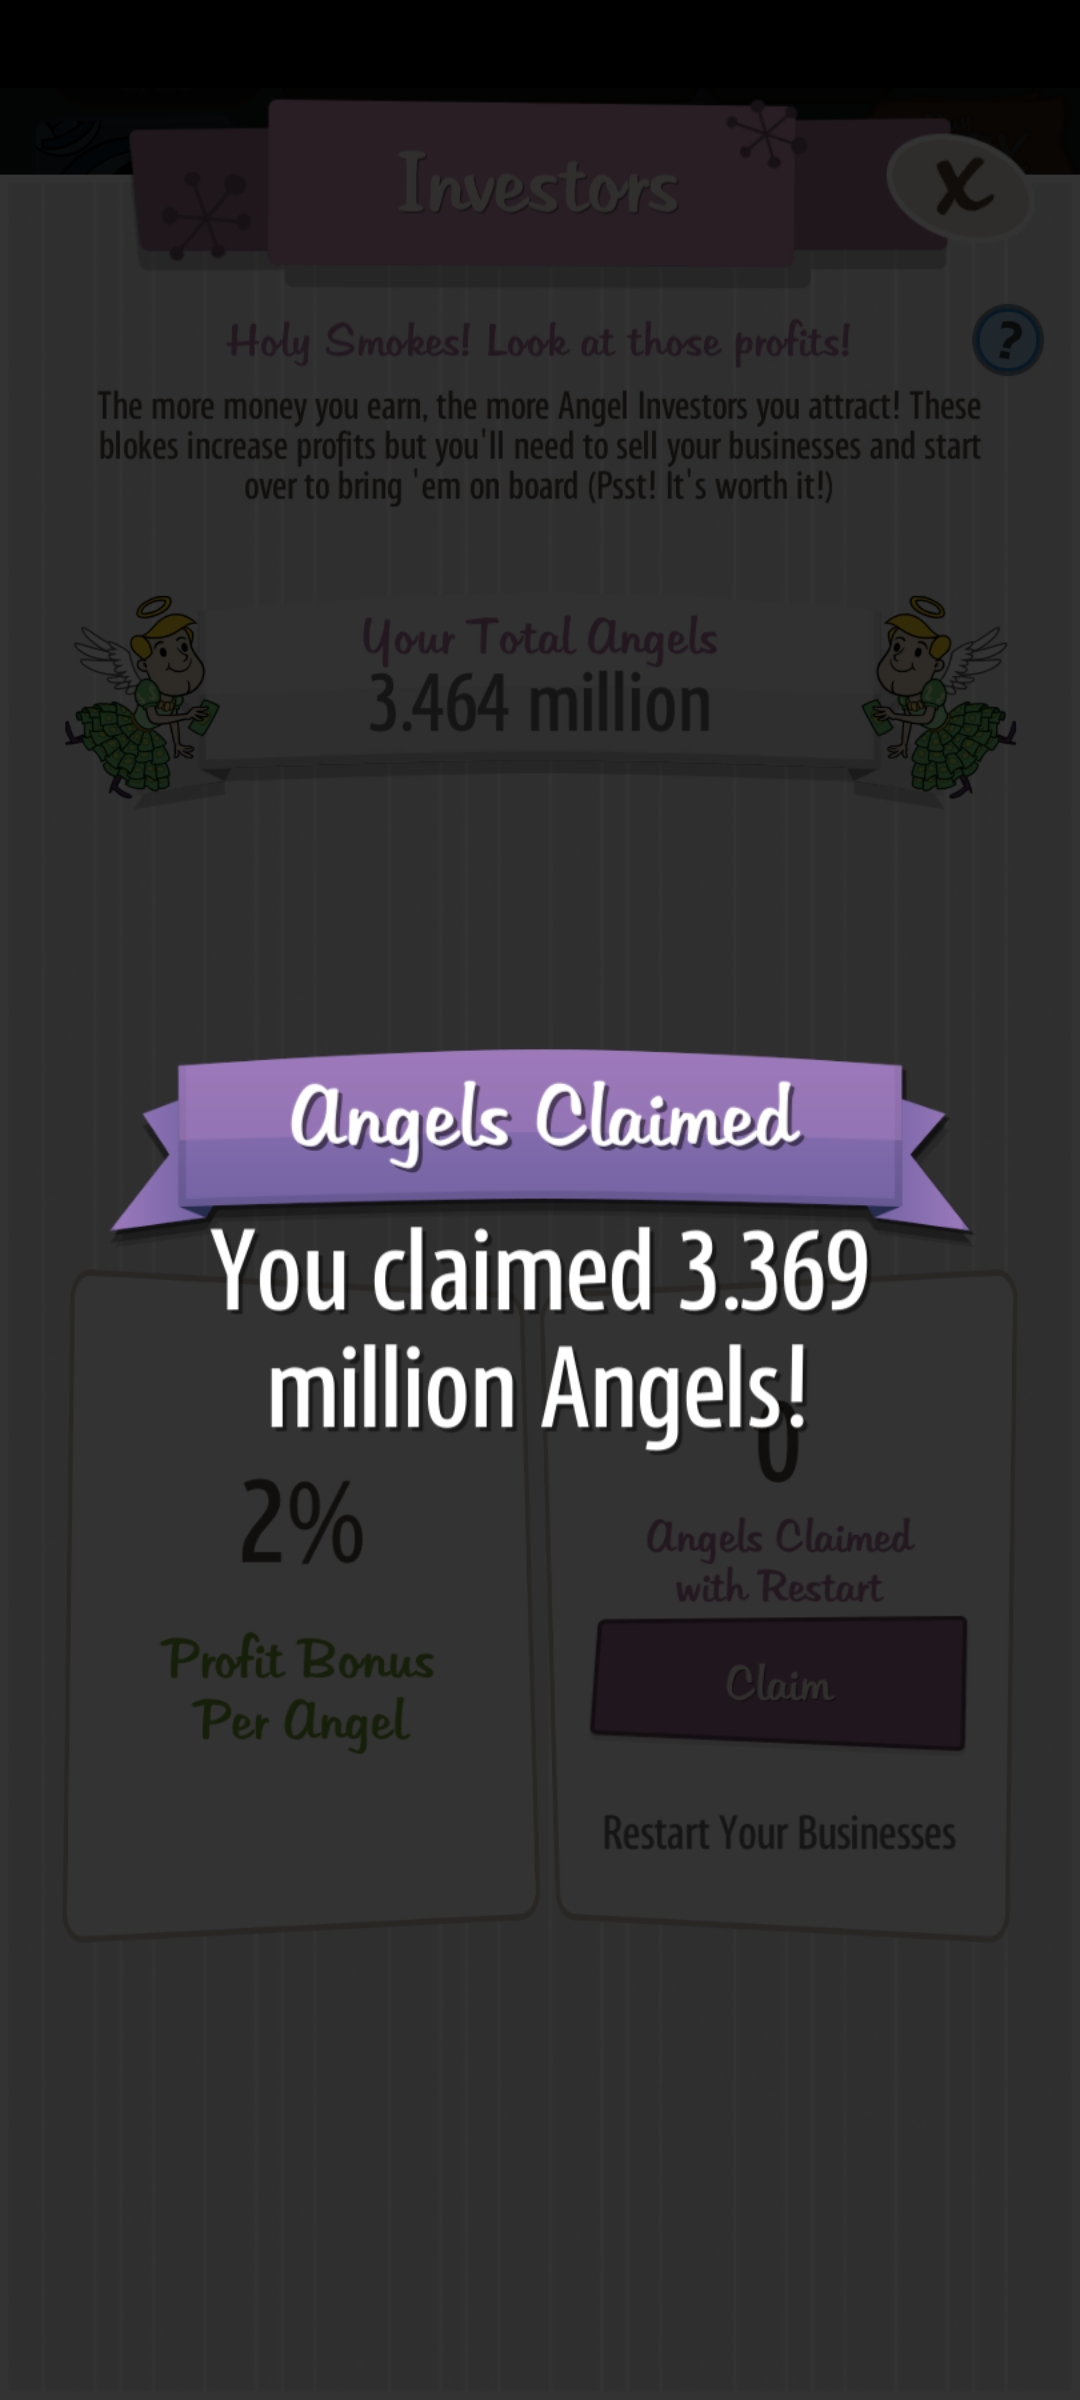 Investors
X
Holy Smokes! Look at those profits!
?
The more money you earn, the more Angel Investors you attract! These
blokes increase profits but you'll need to sell your businesses and start
over to bring 'em on board (Psst! It's worth it!)
Your Total Angels
3.464 million
Angels Claimed
You claimed 3.369
million Angels!
2%
Profit Bonus
Per Angel
0
Angels Claimed
with Restart
Claim
Restart Your Businesses